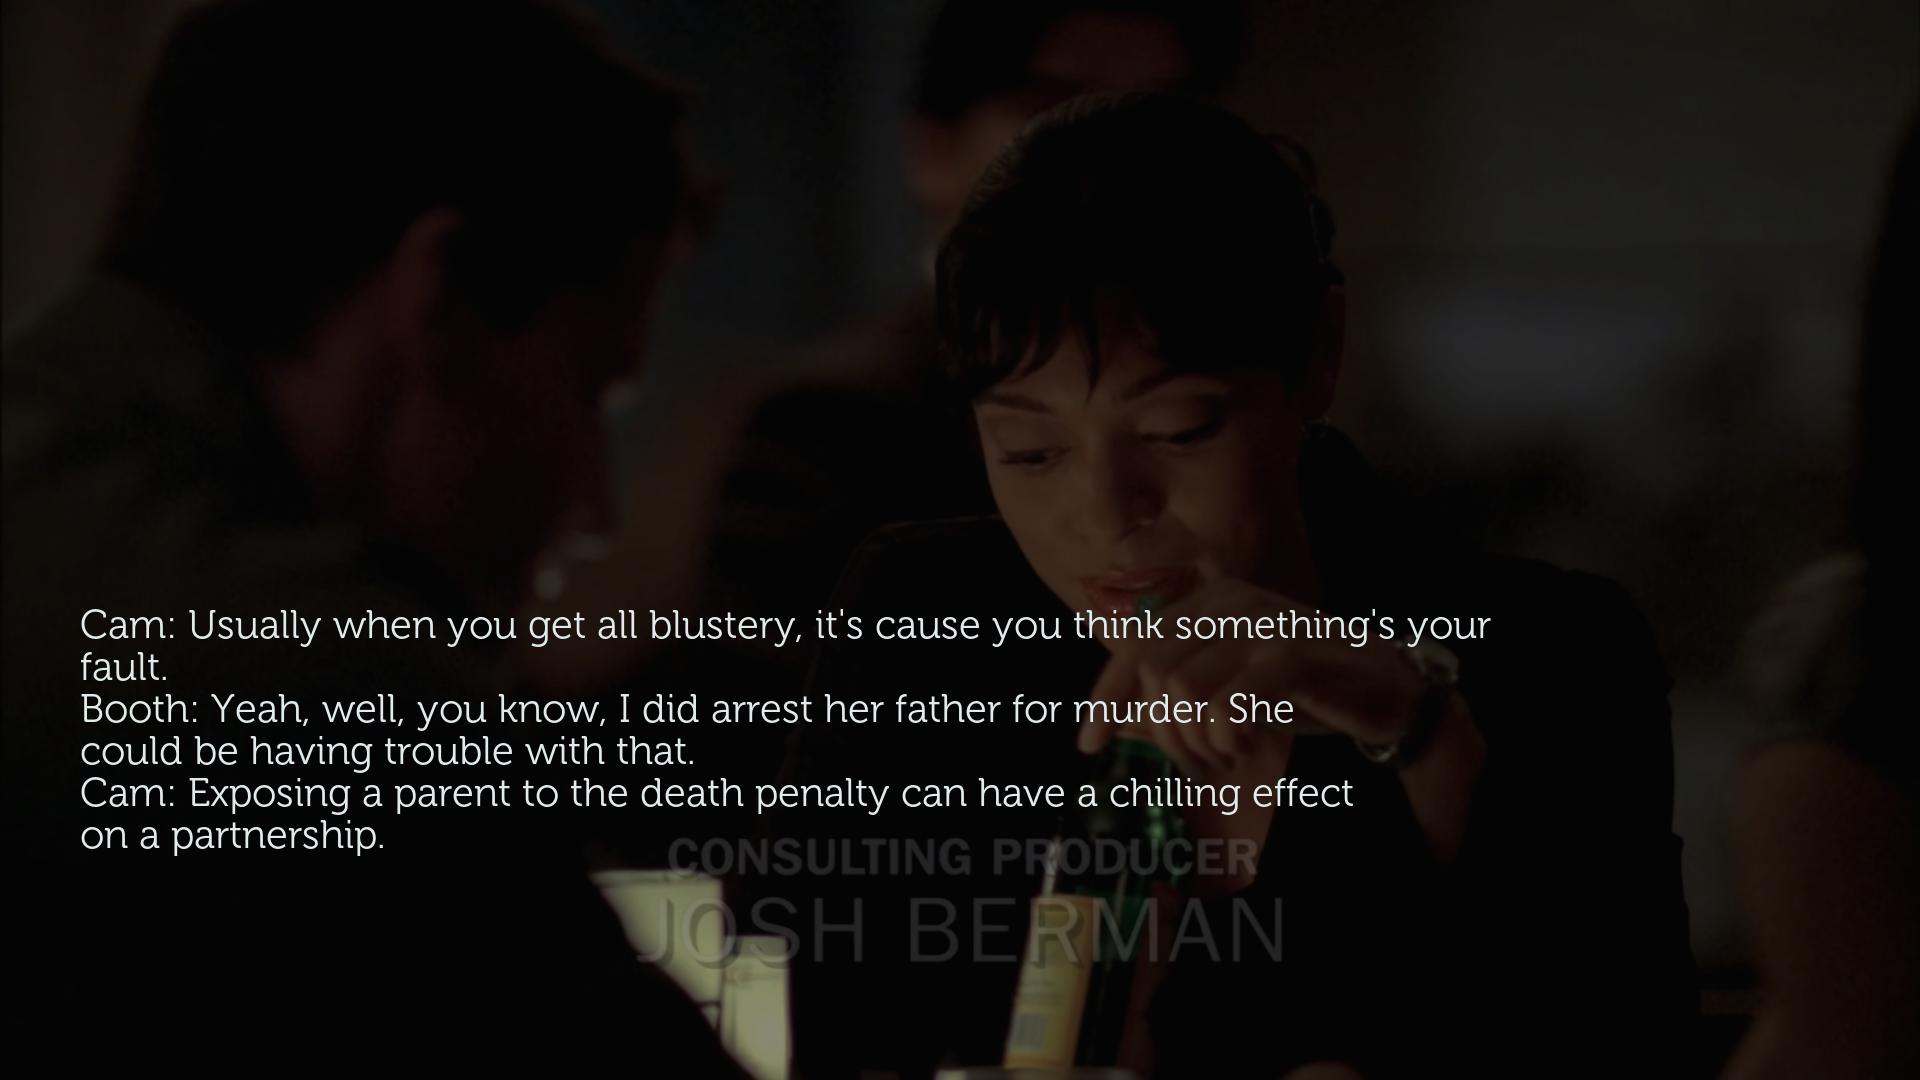 Cam: Usually when you get all blustery, it's cause you think something's your
fault.
Booth: Yeah, well, you know, I did arrest her father for murder. She
could be having trouble with that.
Cam: Exposing a parent to the death penalty can have a chilling effect
on a partnership.
CONSULTING PRODUCER
JOSH BERMAN